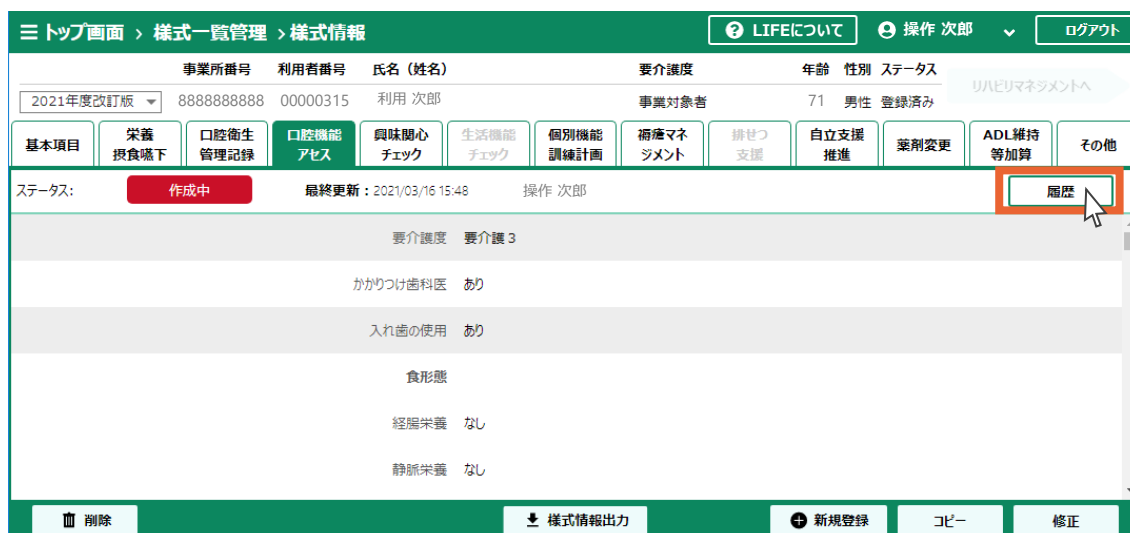 トップ画面 › 様式一覧管理 › 様式情報 LIFEについて 操作 次郎 ログアウト
事業所番号 利用者番号 氏名（姓名） 要介護度 年齢 性別 ステータス
2021年度改訂版 8888888888 00000315 利用 次郎 事業対象者 71 男性 登録済み リハビリマネジメントへ
基本項目 栄養摂食嚥下 口腔衛生管理記録 口腔機能アセス 興味関心チェック 生活機能チェック 個別機能訓練計画 褥瘡マネジメント 排せつ支援 自立支援推進 薬剤変更 ADL維持等加算 その他
ステータス: 作成中 最終更新：2021/03/16 15:48 操作 次郎 履歴
要介護度 要介護３
かかりつけ歯科医 あり
入れ歯の使用 あり
食形態
経腸栄養 なし
静脈栄養 なし
削除 様式情報出力 新規登録 コピー 修正